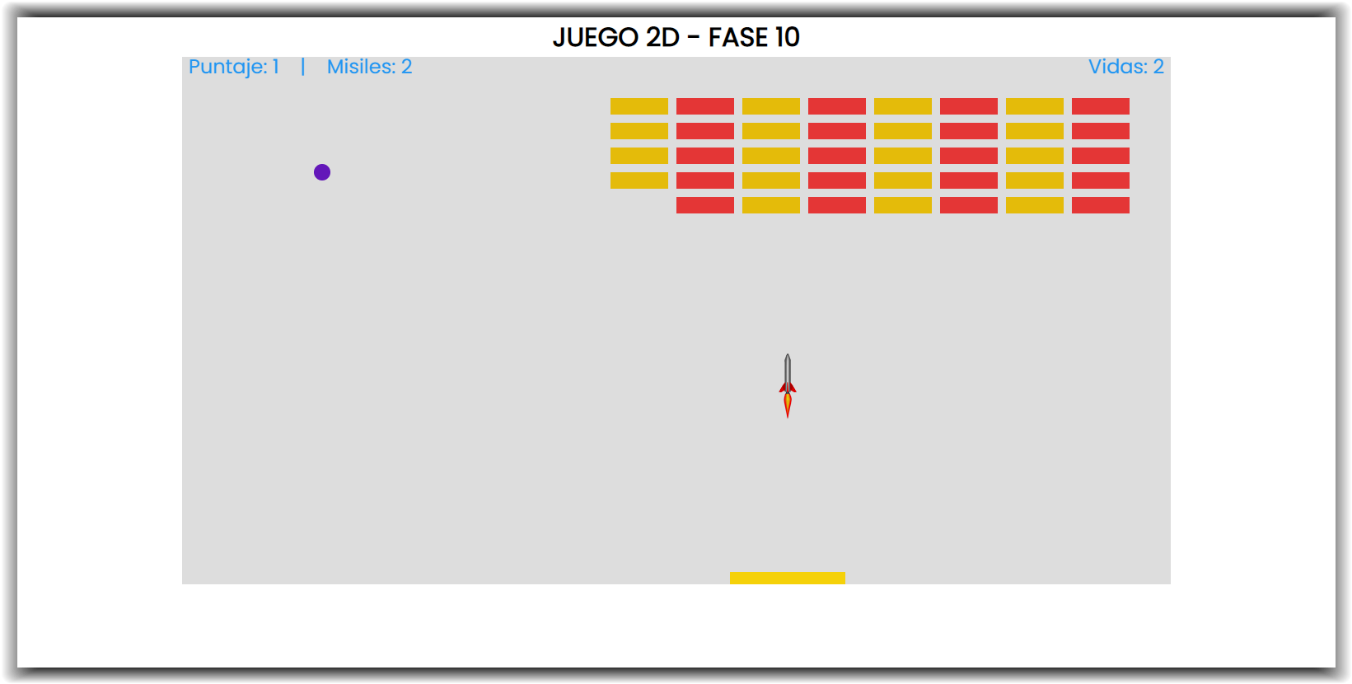 JUEGO 2D - FASE 10
Puntaje: 1 | Misiles: 2 Vidas: 2